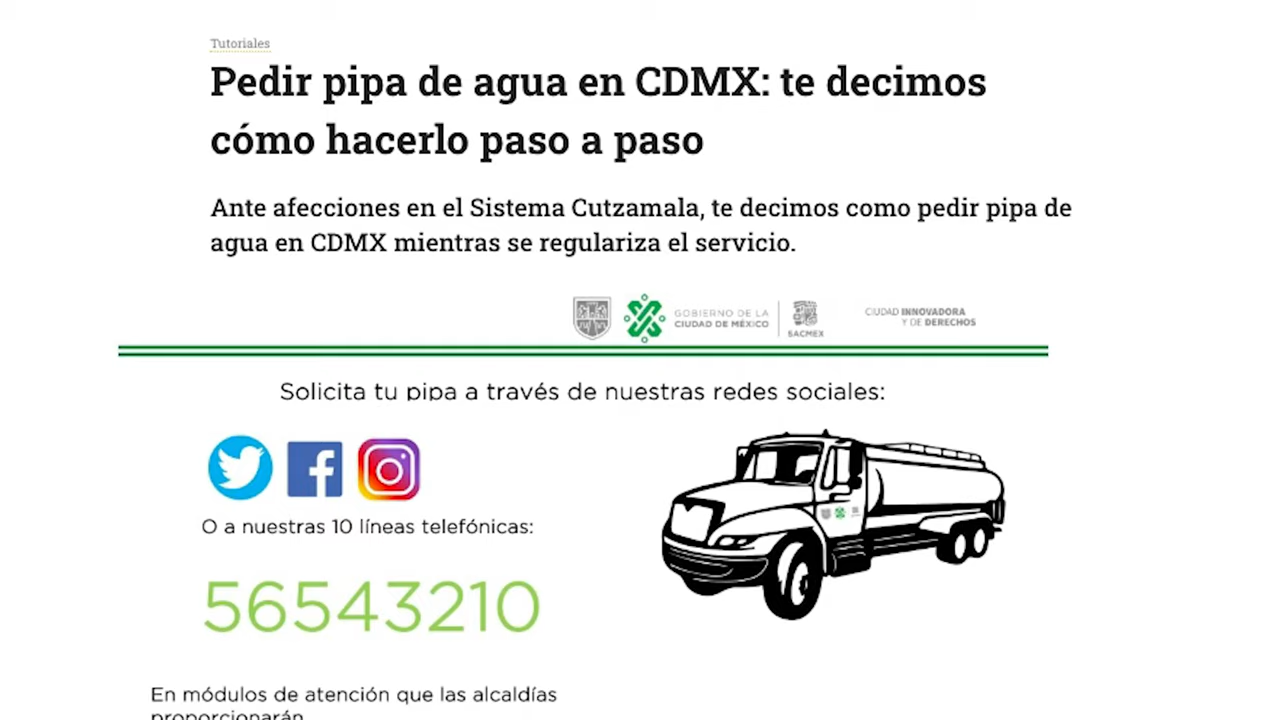 Tutoriales
Pedir pipa de agua en CDMX: te decimos
cómo hacerlo paso a paso
Ante afecciones en el Sistema Cutzamala, te decimos como pedir pipa de
agua en CDMX mientras se regulariza el servicio.
GOBIERNO DE LA
CIUDAD DE MÉXICO
SACMEX
CIUDAD INNOVADORA
Y DE DERECHOS
Solicita tu pipa a través de nuestras redes sociales:
O a nuestras 10 líneas telefónicas:
56543210
En módulos de atención que las alcaldías
proporcionarán